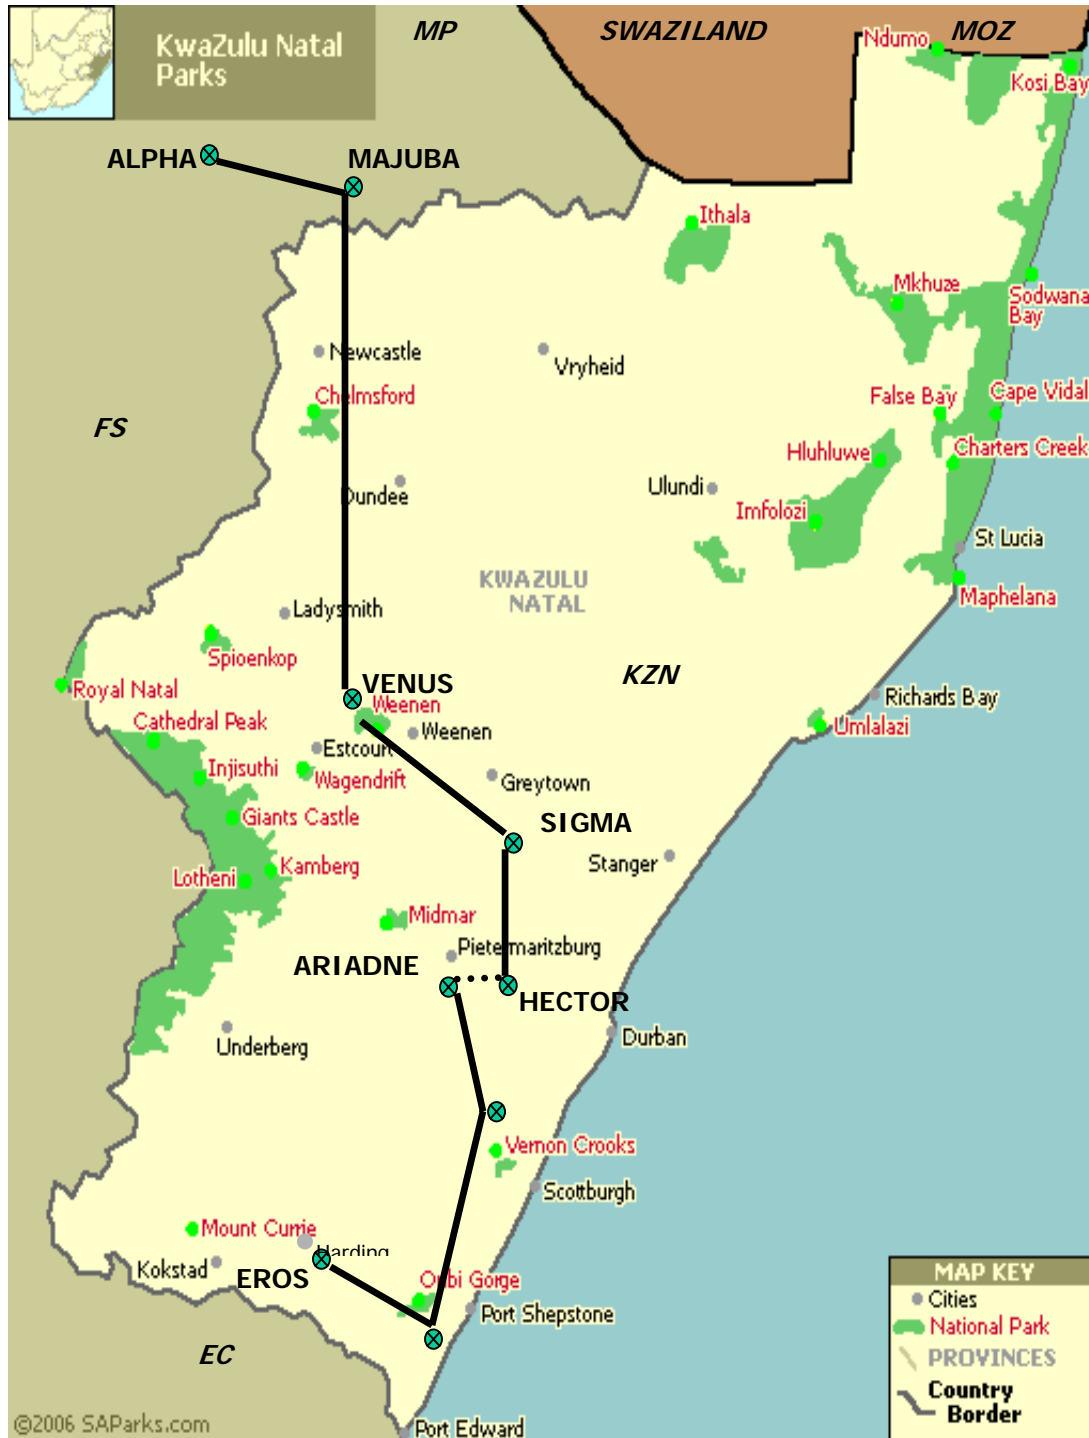 KwaZulu Natal
Parks
MP
SWAZILAND
MOZ
Ndumo
Kosi Bay
ALPHA
MAJUBA
Ithala
Mkhuze
Sodwana
Bay
Newcastle
Vryheid
Chelmsford
False Bay
Cape Vidal
FS
Hluhluwe
Charters Creek
Dundee
Ulundi
Imfolozi
St Lucia
KWAZULU
NATAL
Maphelana
Ladysmith
Spioenkop
KZN
Royal Natal
VENUS
Weenen
Richards Bay
Cathedral Peak
Weenen
Umlalazi
Estcourt
Injisuthi
Wagendrift
Greytown
Giants Castle
SIGMA
Stanger
Kamberg
Lotheni
Midmar
Pietermaritzburg
ARIADNE
HECTOR
Durban
Underberg
Vernon Crooks
Scottburgh
Mount Currie
Harding
Kokstad
EROS
Oribi Gorge
Port Shepstone
EC
MAP KEY
Cities
National Park
PROVINCES
Country
Border
©2006 SAParks.com
Port Edward